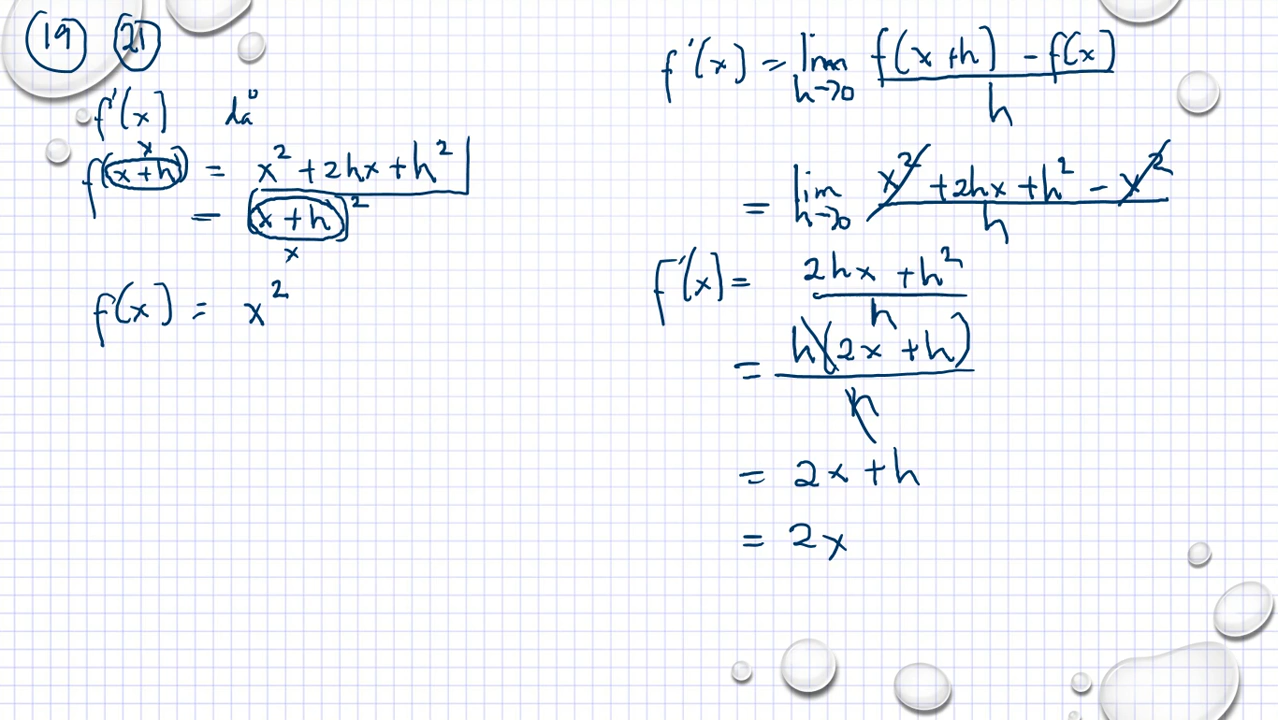 19 21
f'(x) då
x
f(x+h) = x² + 2hx + h²
= (x+h)²
x
f(x) = x²
f'(x) = lim h→0 f(x+h) - f(x) / h
= lim h→0 x² + 2hx + h² - x² / h
f'(x) = 2hx + h² / h
= h(2x + h) / h
= 2x + h
= 2x